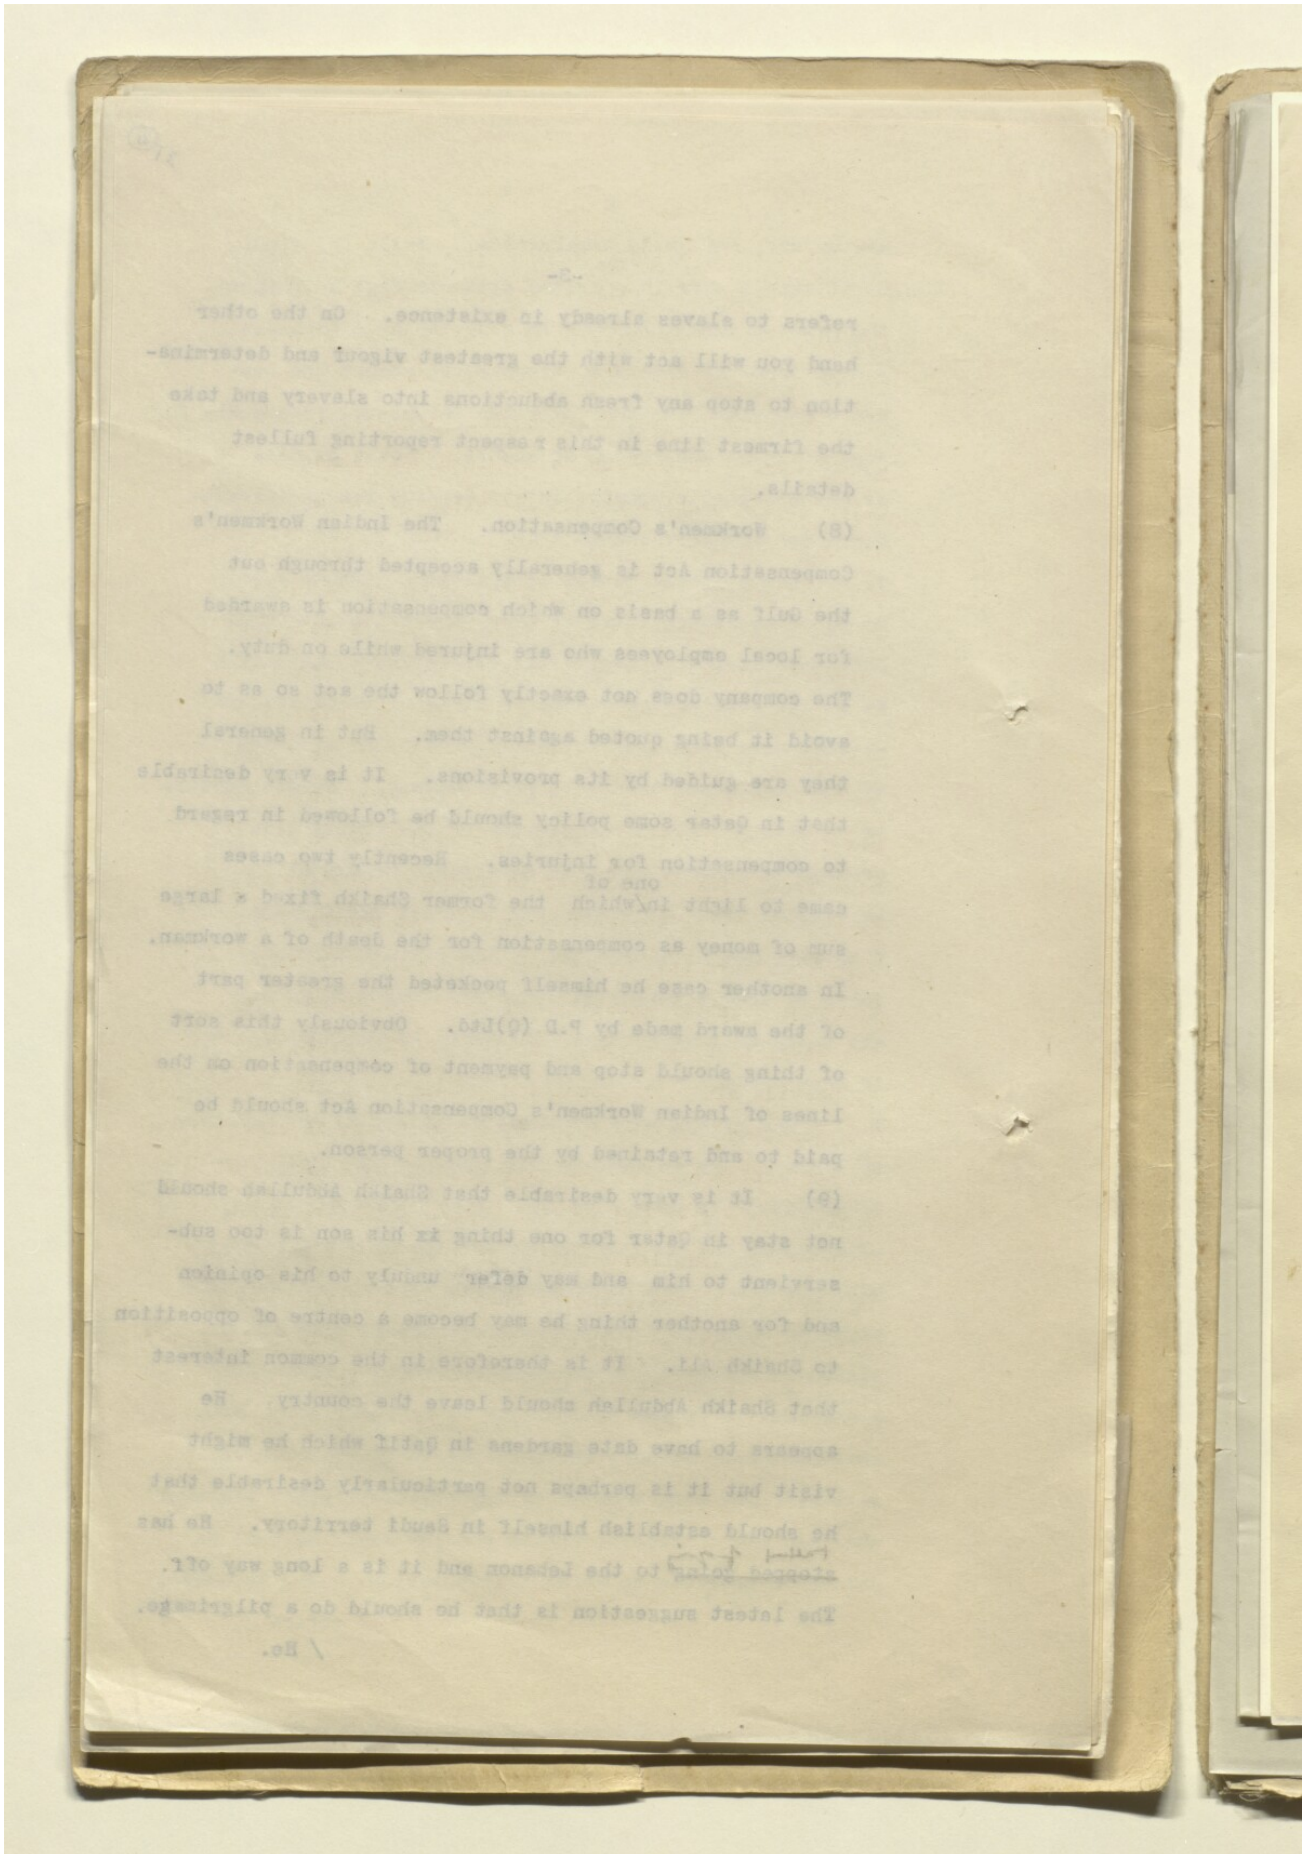 -3-
refers to slaves already in existence. On the other
hand you will act with the greatest vigour and determina-
tion to stop any fresh abductions into slavery and take
the firmest line in this respect reporting fullest
details.
(8) Workmen's Compensation. The Indian Workmen's
Compensation Act is generally accepted through out
the Gulf as a basis on which compensation is awarded
for local employees who are injured while on duty.
The company does not exactly follow the act so as to
avoid it being quoted against them. But in general
they are guided by its provisions. It is very desirable
that in Qatar some policy should be followed in regard
to compensation for injuries. Recently two cases
one of
came to light in/which the former Shaikh fixed a large
sum of money as compensation for the death of a workman.
In another case he himself pocketed the greater part
of the award made by P.D (Q)Ltd. Obviously this sort
of thing should stop and payment of compensation on the
lines of Indian Workmen's Compensation Act should be
paid to and retained by the proper person.
(9) It is very desirable that Shaikh Abdullah should
not stay in Qatar for one thing his son is too sub-
servient to him and may defer unduly to his opinion
and for another thing he may become a centre of opposition
to Shaikh Ali. It is therefore in the common interest
that Shaikh Abdullah should leave the country He
appears to have date gardens in Qatif which he might
visit but it is perhaps not particularly desirable that
he should establish himself in Saudi territory. He has
stopped going to the Lebanon and it is a long way off.
The latest suggestion is that he should do a pilgrimage.
/ He.